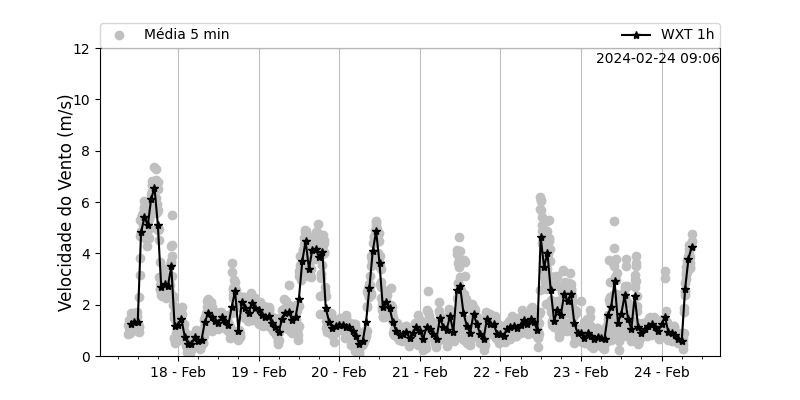 Média 5 min
WXT 1h
2024-02-24 09:06
Velocidade do Vento (m/s)
12
10
8
6
4
2
0
18 - Feb
19 - Feb
20 - Feb
21 - Feb
22 - Feb
23 - Feb
24 - Feb